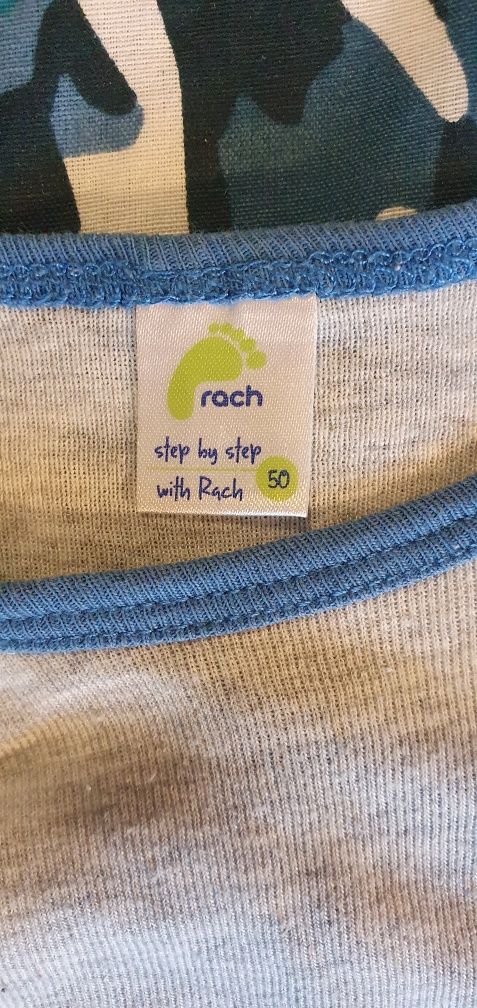 rach
step by step
with Rach 50